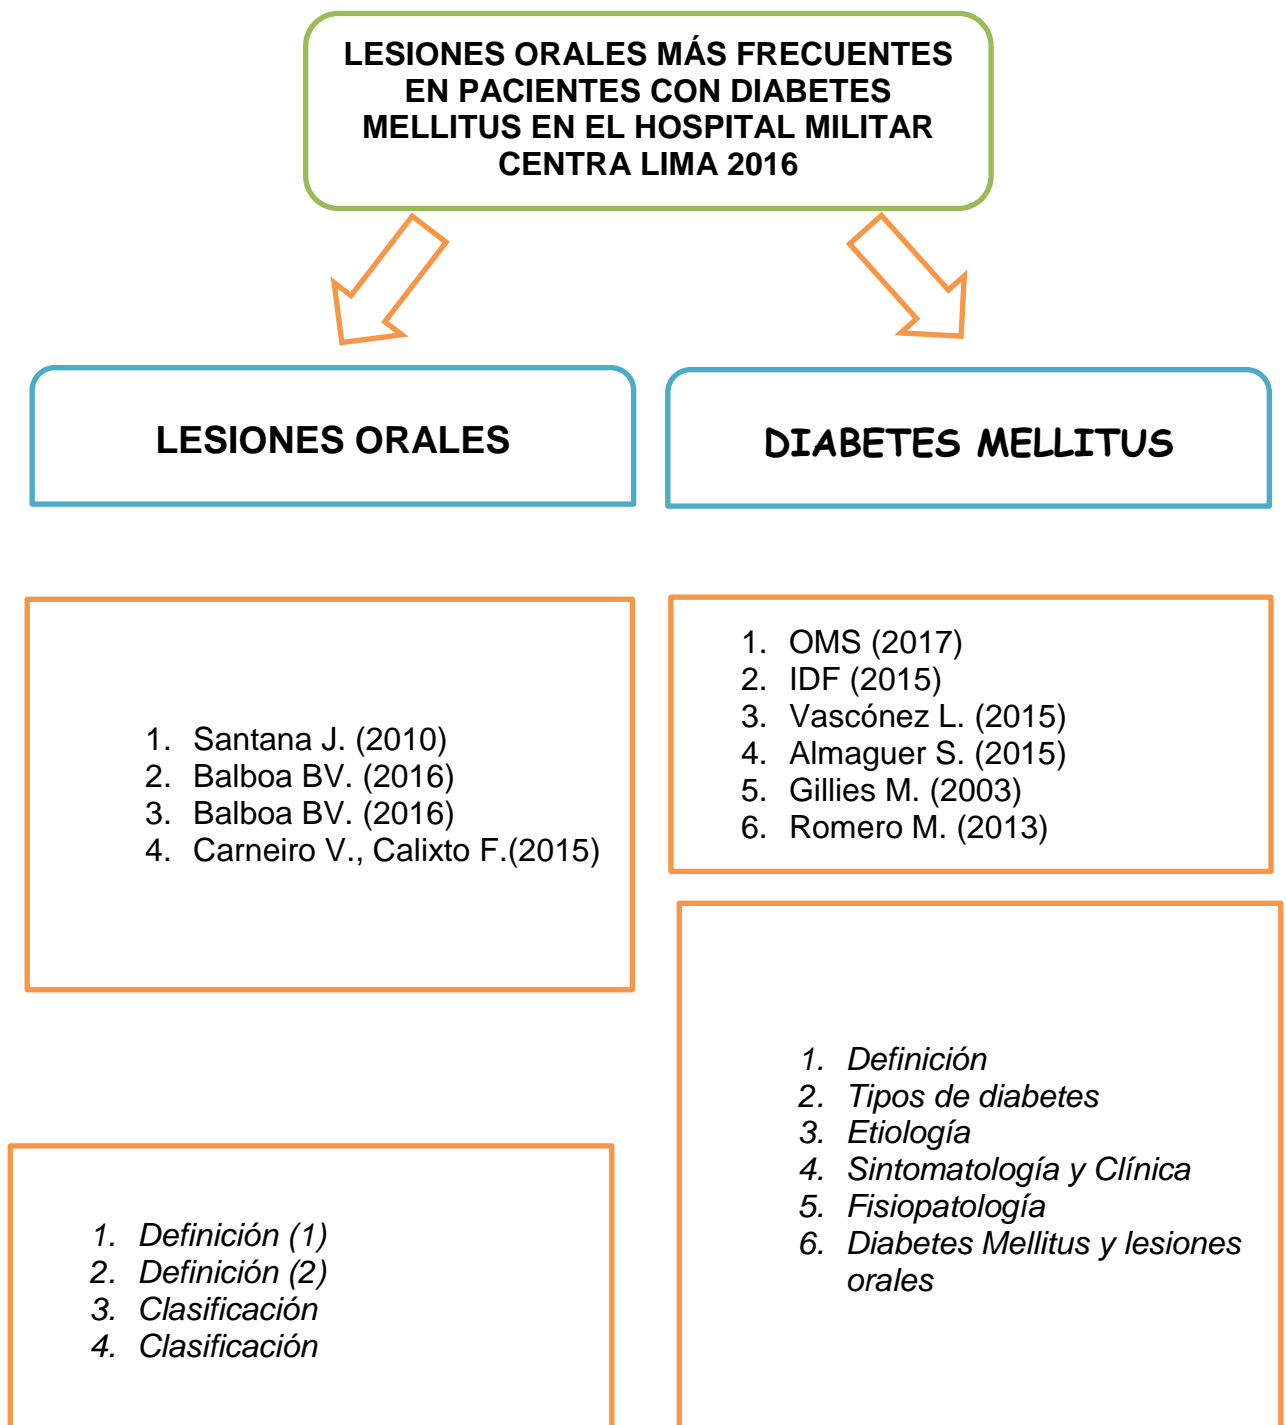 LESIONES ORALES MÁS FRECUENTES
EN PACIENTES CON DIABETES
MELLITUS EN EL HOSPITAL MILITAR
CENTRA LIMA 2016
LESIONES ORALES
DIABETES MELLITUS
1. Santana J. (2010)
2. Balboa BV. (2016)
3. Balboa BV. (2016)
4. Carneiro V., Calixto F.(2015)
1. OMS (2017)
2. IDF (2015)
3. Vascónez L. (2015)
4. Almaguer S. (2015)
5. Gillies M. (2003)
6. Romero M. (2013)
1. Definición (1)
2. Definición (2)
3. Clasificación
4. Clasificación
1. Definición
2. Tipos de diabetes
3. Etiología
4. Sintomatología y Clínica
5. Fisiopatología
6. Diabetes Mellitus y lesiones
orales